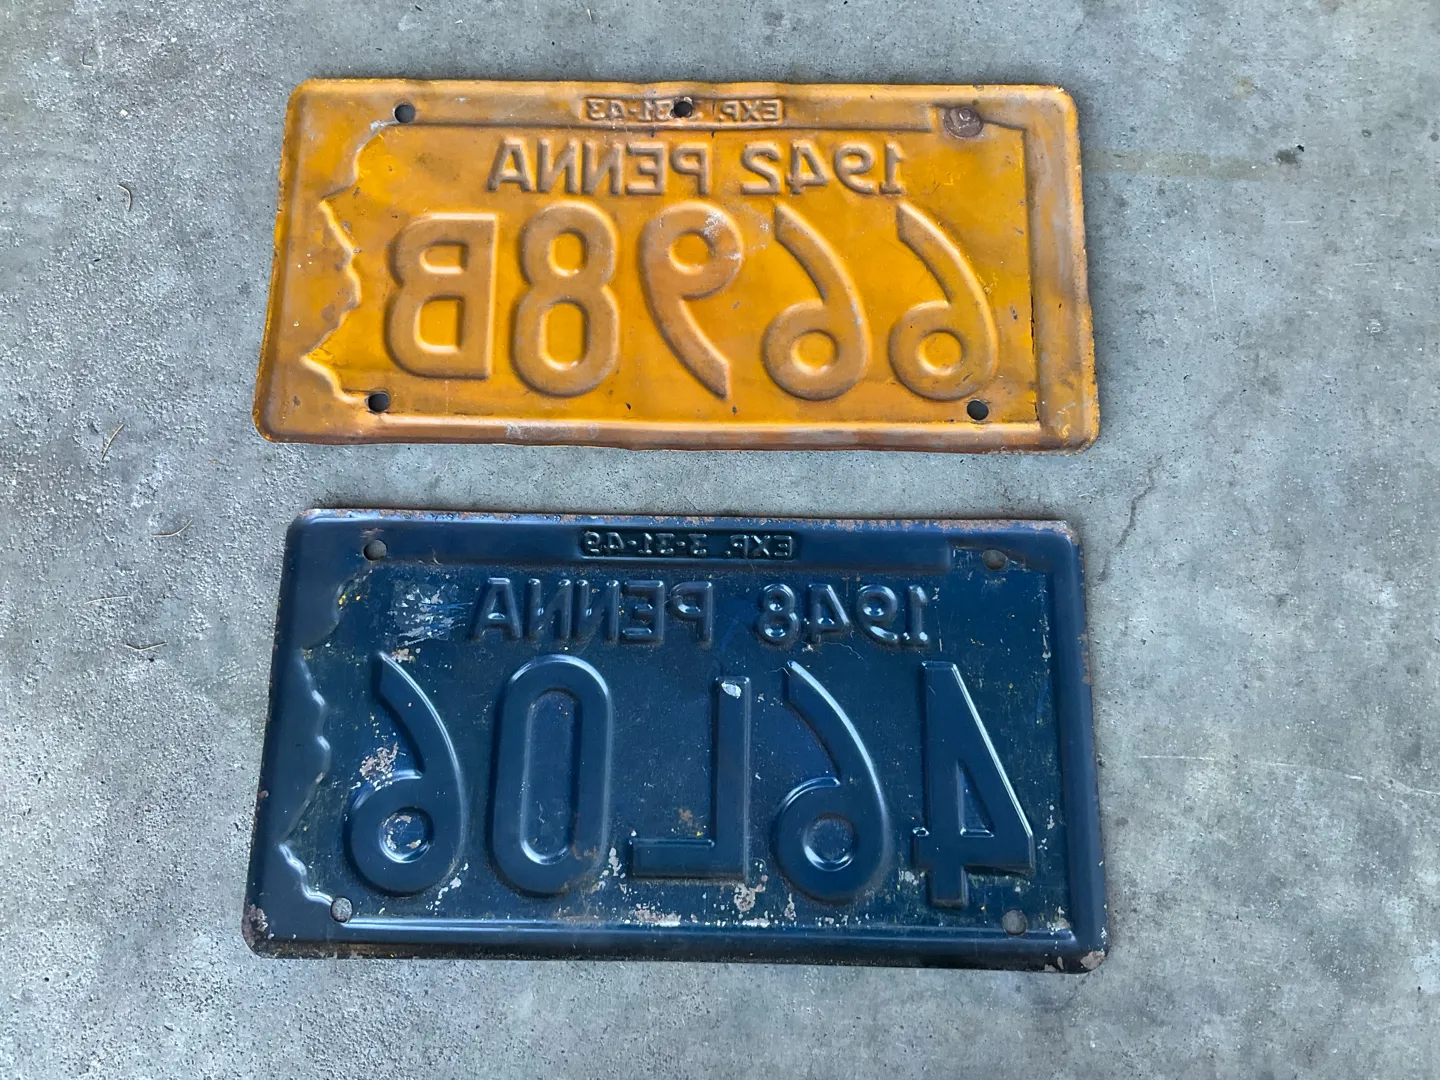 EXP. 3-31-43
1942 PENNA
6698B
EXP. 3-31-49
1948 PENNA
46L06